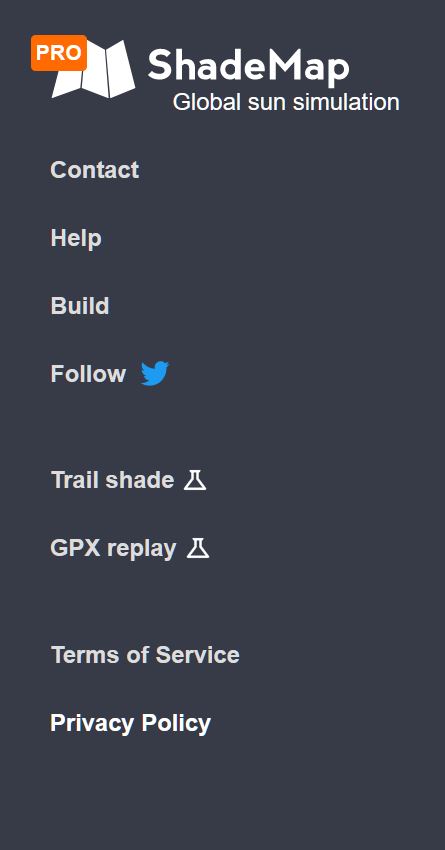 PRO
ShadeMap
Global sun simulation
Contact
Help
Build
Follow
Trail shade
GPX replay
Terms of Service
Privacy Policy